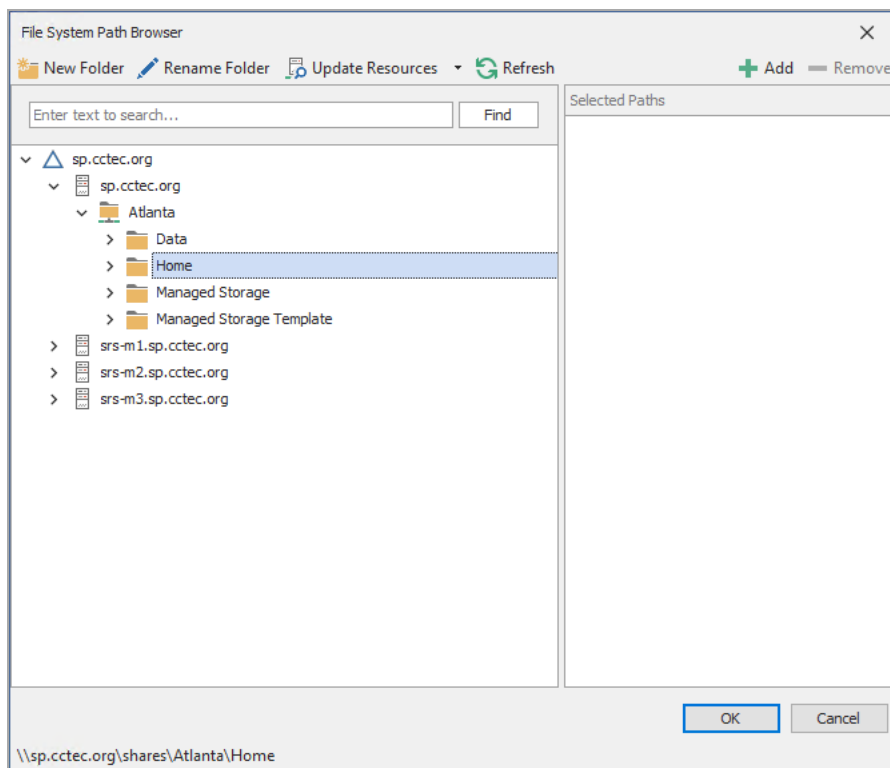 File System Path Browser
New Folder Rename Folder Update Resources Refresh Add Remove
Selected Paths
Enter text to search... Find
sp.cctec.org
sp.cctec.org
Atlanta
Data
Home
Managed Storage
Managed Storage Template
srs-m1.sp.cctec.org
srs-m2.sp.cctec.org
srs-m3.sp.cctec.org
OK Cancel
\\sp.cctec.org\shares\Atlanta\Home